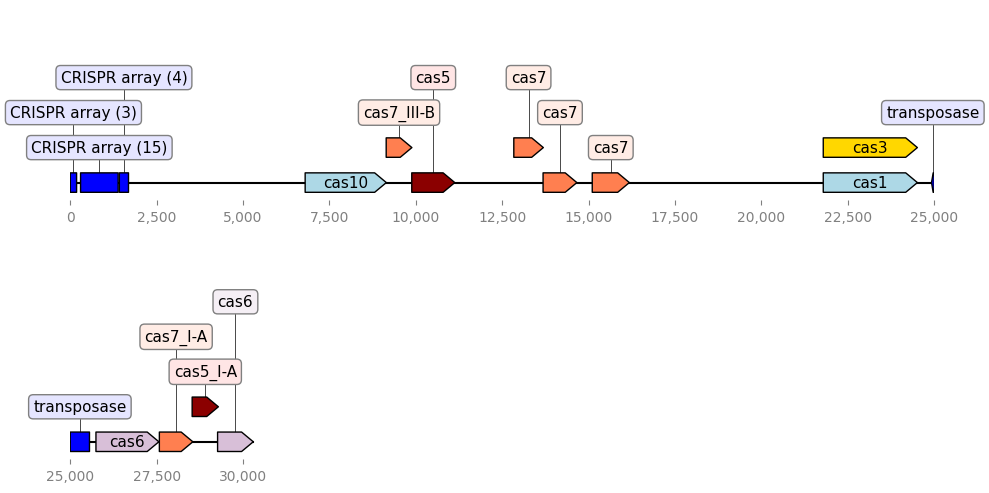 CRISPR array (4)
cas5
cas7
CRISPR array (3)
cas7_III-B
cas7
transposase
CRISPR array (15)
cas7
cas3
cas10
cas1
0
2,500
5,000
7,500
10,000
12,500
15,000
17,500
20,000
22,500
25,000
cas6
cas7_I-A
cas5_I-A
transposase
cas6
25,000
27,500
30,000